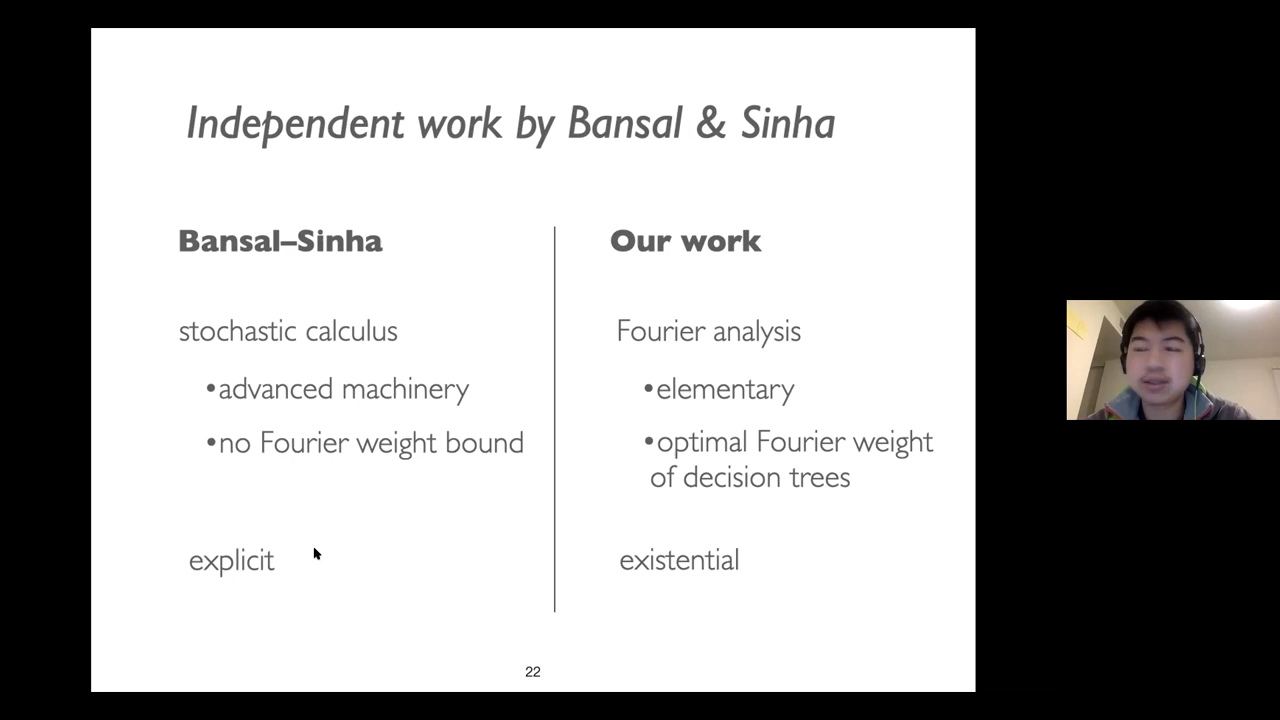 Independent work by Bansal & Sinha
Bansal–Sinha
stochastic calculus
•advanced machinery
•no Fourier weight bound
explicit
Our work
Fourier analysis
•elementary
•optimal Fourier weight
of decision trees
existential
22